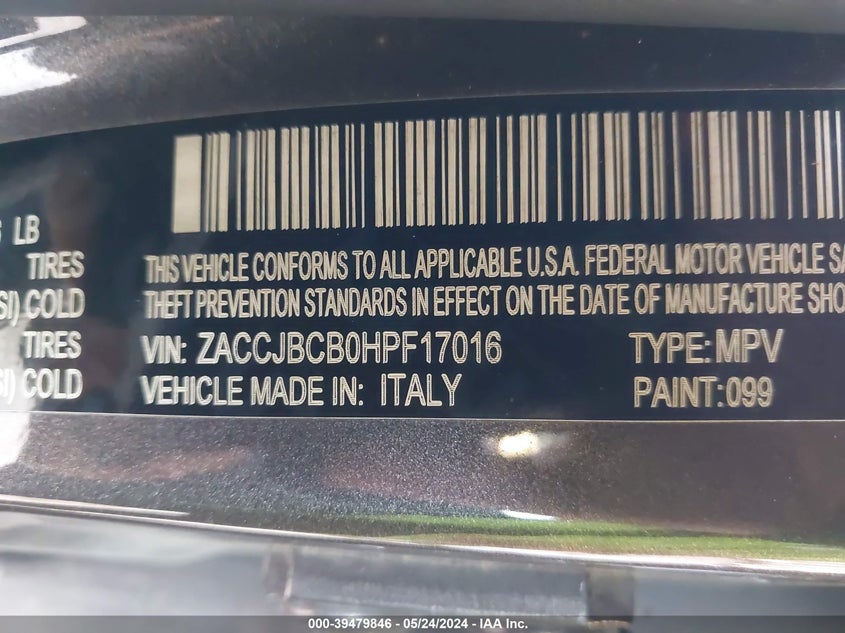 LB
TIRES
THIS VEHICLE CONFORMS TO ALL APPLICABLE U.S.A. FEDERAL MOTOR VEHICLE SA
COLD
THEFT PREVENTION STANDARDS IN EFFECT ON THE DATE OF MANUFACTURE SHO
TIRES
VIN: ZACCJBCB0HPF17016 TYPE: MPV
COLD
VEHICLE MADE IN: ITALY PAINT: 099
000-39479846 - 05/24/2024 - IAA Inc.